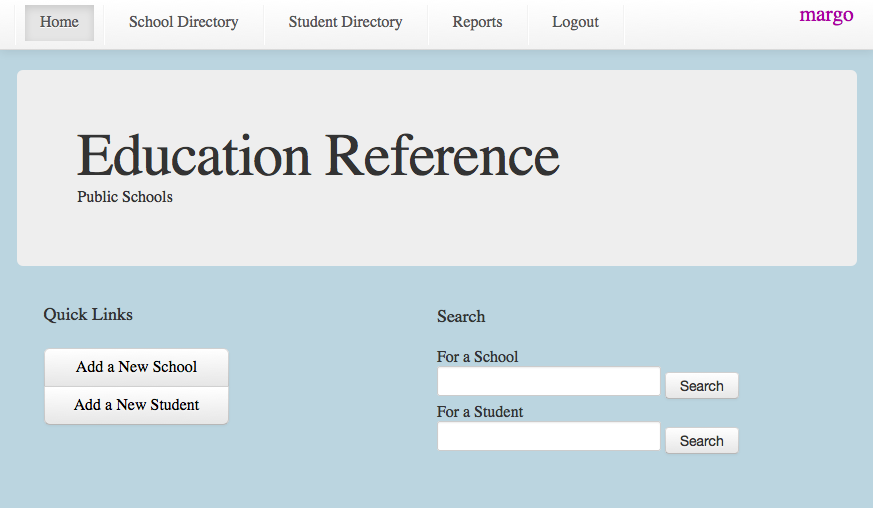 Home School Directory Student Directory Reports Logout margo
Education Reference
Public Schools
Quick Links
Add a New School
Add a New Student
Search
For a School
Search
For a Student
Search